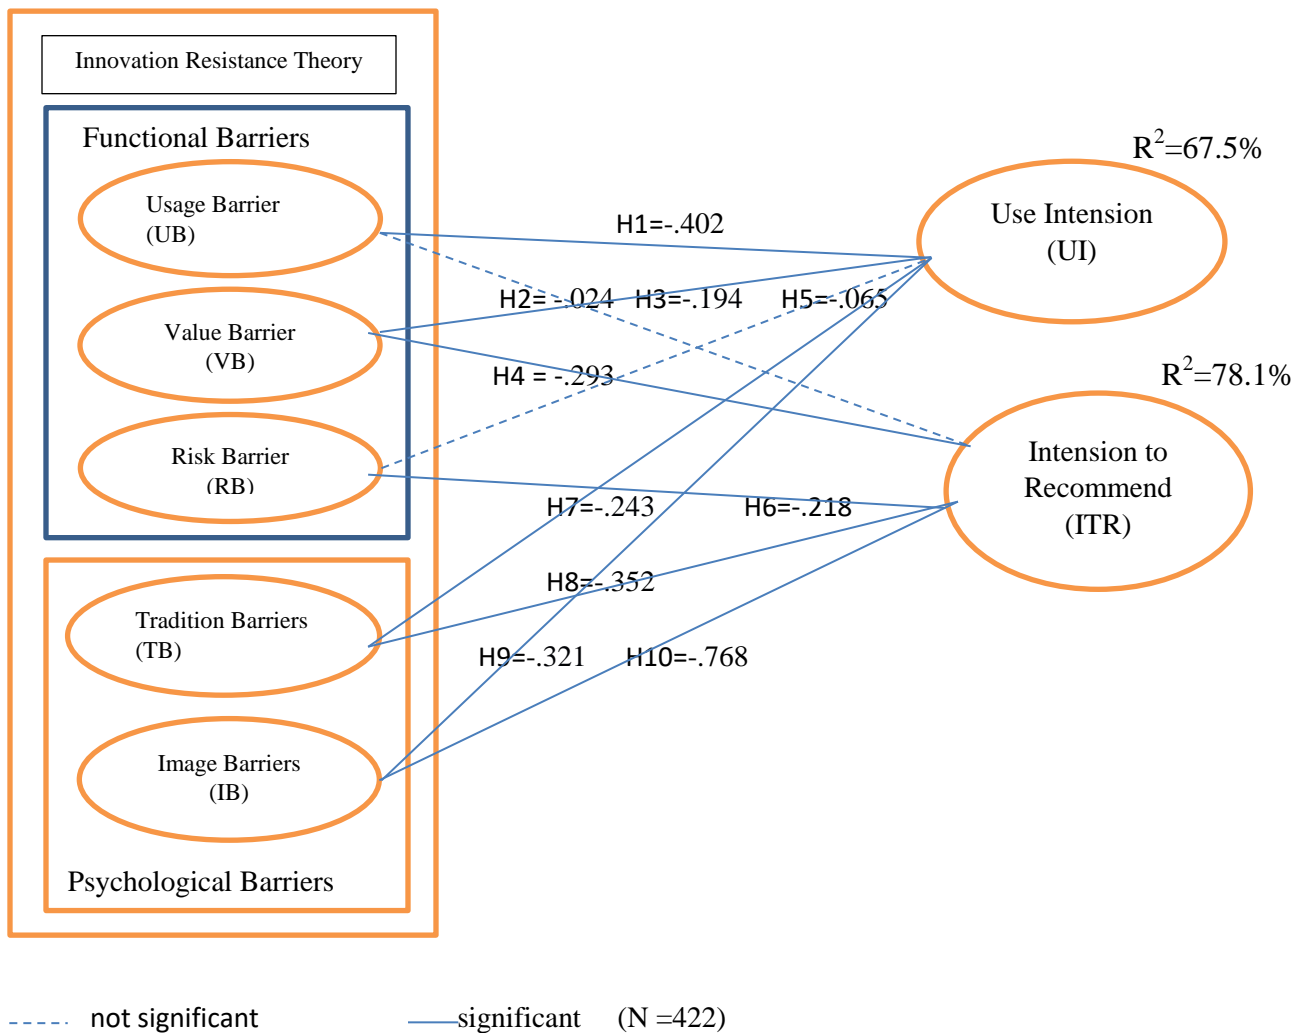 Innovation Resistance Theory
Functional Barriers
Usage Barrier
(UB)
Value Barrier
(VB)
Risk Barrier
(RB)
Tradition Barriers
(TB)
Image Barriers
(IB)
Psychological Barriers
H1=-.402
H2= -.024 H3=-.194 H5=-.065
H4 = -.293
H7=-.243 H6=-.218
H8=-.352
H9=-.321 H10=-.768
R²=67.5%
Use Intension
(UI)
R²=78.1%
Intension to
Recommend
(ITR)
not significant significant (N =422)